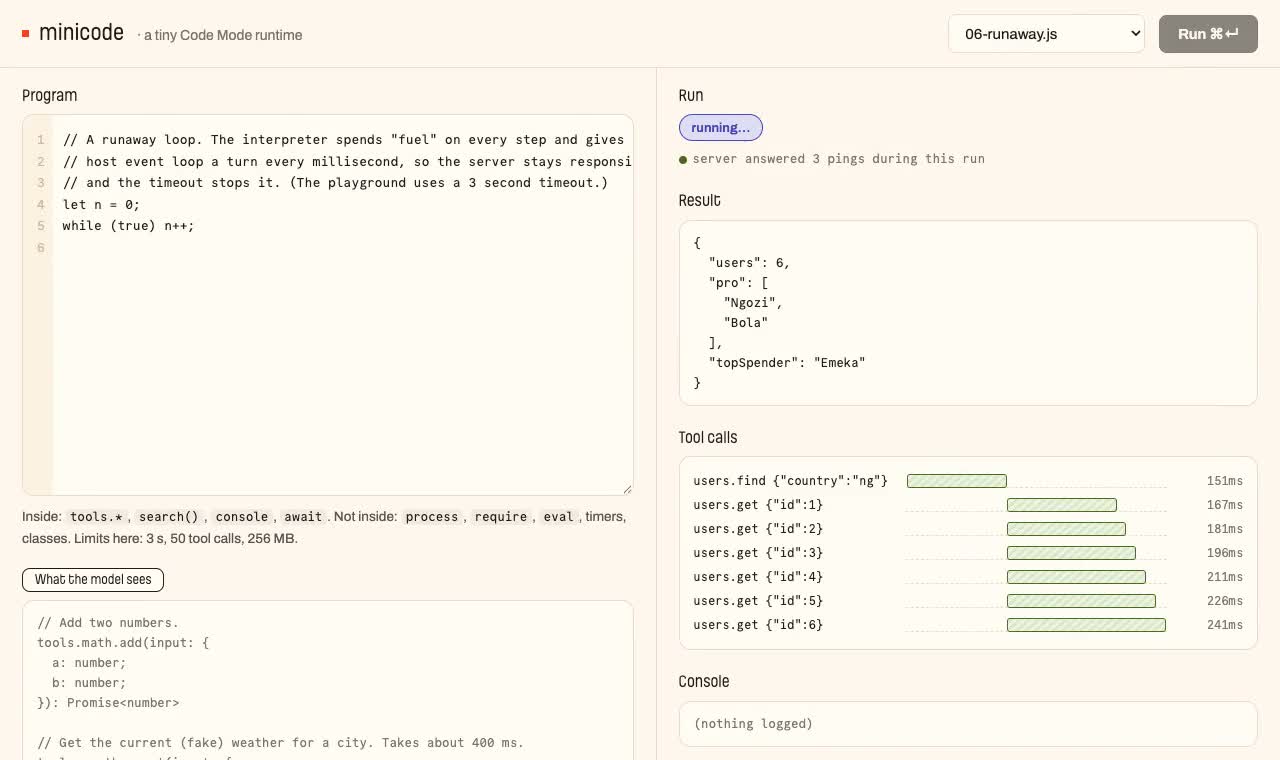 minicode · a tiny Code Mode runtime
06-runaway.js
Run ⌘↵
Program
1 // A runaway loop. The interpreter spends "fuel" on every step and gives
2 // host event loop a turn every millisecond, so the server stays responsi
3 // and the timeout stops it. (The playground uses a 3 second timeout.)
4 let n = 0;
5 while (true) n++;
6
Inside: tools.*, search(), console, await. Not inside: process, require, eval, timers,
classes. Limits here: 3 s, 50 tool calls, 256 MB.
What the model sees
// Add two numbers.
tools.math.add(input: {
  a: number;
  b: number;
}): Promise<number>
// Get the current (fake) weather for a city. Takes about 400 ms.
Run
running…
server answered 3 pings during this run
Result
{
  "users": 6,
  "pro": [
    "Ngozi",
    "Bola"
  ],
  "topSpender": "Emeka"
}
Tool calls
users.find {"country":"ng"} 151ms
users.get {"id":1} 167ms
users.get {"id":2} 181ms
users.get {"id":3} 196ms
users.get {"id":4} 211ms
users.get {"id":5} 226ms
users.get {"id":6} 241ms
Console
(nothing logged)